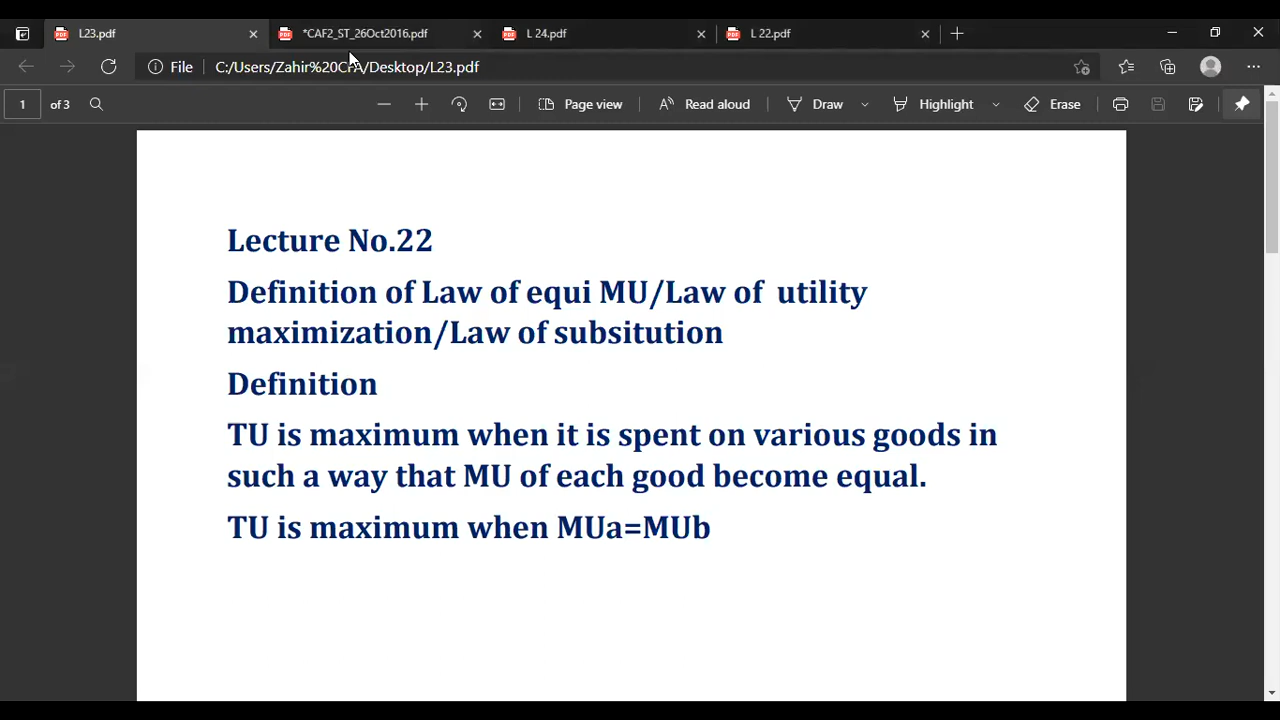 L23.pdf
*CAF2_ST_26Oct2016.pdf
L 24.pdf
L 22.pdf
File
C:/Users/Zahir%20CFA/Desktop/L23.pdf
1 of 3
Page view
Read aloud
Draw
Highlight
Erase
Lecture No.22
Definition of Law of equi MU/Law of utility
maximization/Law of subsitution
Definition
TU is maximum when it is spent on various goods in
such a way that MU of each good become equal.
TU is maximum when MUa=MUb